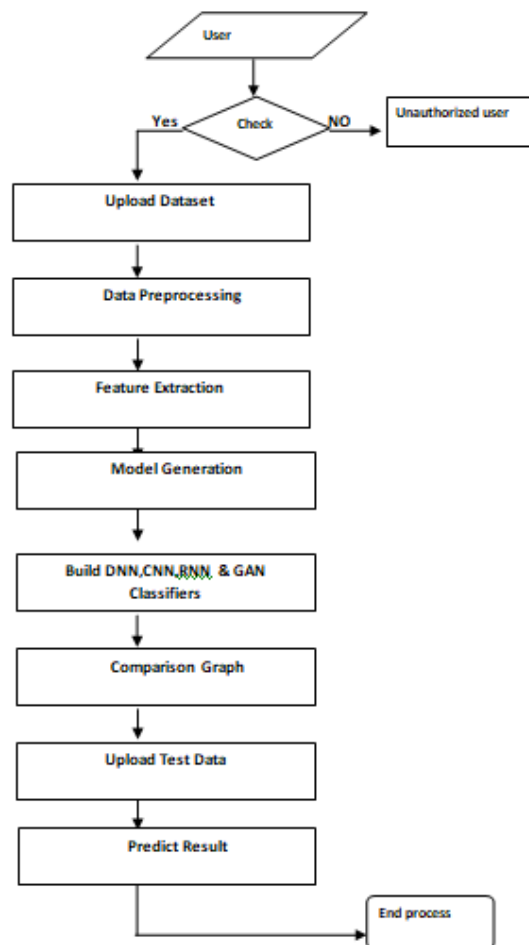 User
Check
Yes
NO
Unauthorized user
Upload Dataset
Data Preprocessing
Feature Extraction
Model Generation
Build DNN,CNN,RNN & GAN
Classifiers
Comparison Graph
Upload Test Data
Predict Result
End process